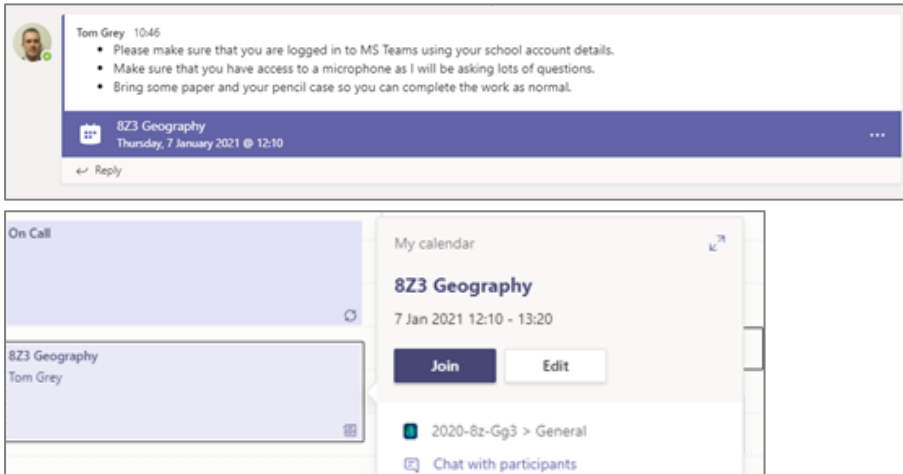 Tom Grey 10:46
• Please make sure that you are logged in to MS Teams using your school account details.
• Make sure that you have access to a microphone as I will be asking lots of questions.
• Bring some paper and your pencil case so you can complete the work as normal.
8Z3 Geography
Thursday, 7 January 2021 @ 12:10
Reply
On Call
8Z3 Geography
Tom Grey
My calendar
8Z3 Geography
7 Jan 2021 12:10 - 13:20
Join Edit
2020-8z-Gg3 > General
Chat with participants